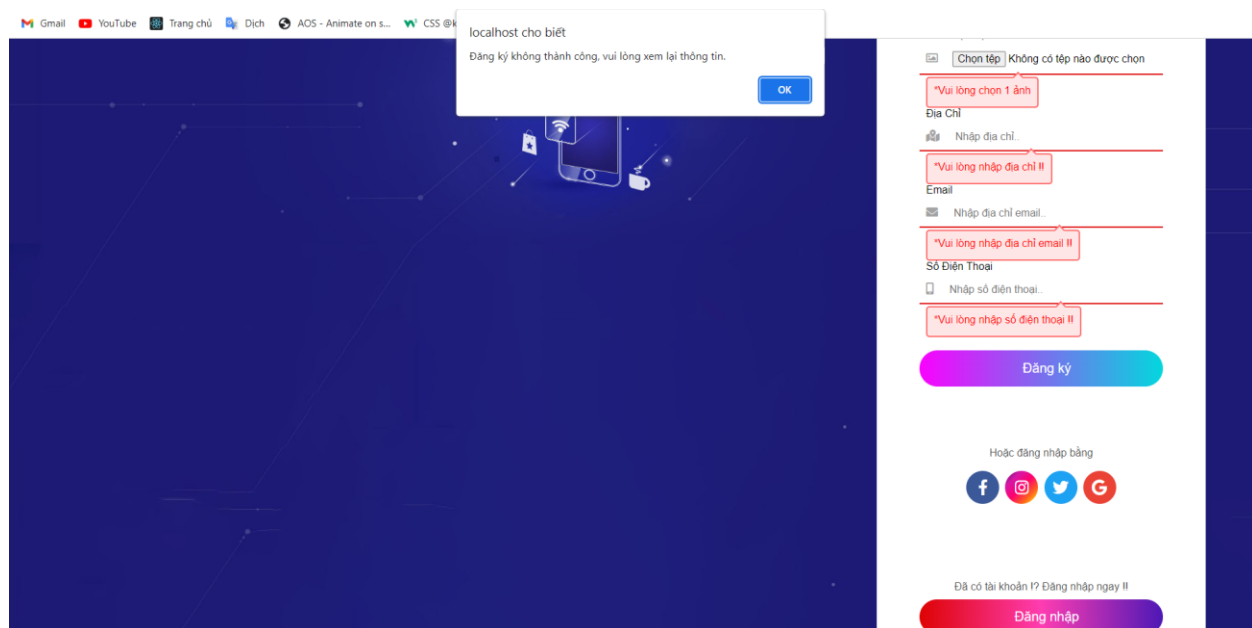 Gmail YouTube Trang chủ Dịch AOS - Animate on s... CSS @k
localhost cho biết
Đăng ký không thành công, vui lòng xem lại thông tin.
OK
Chọn tệp Không có tệp nào được chọn
*Vui lòng chọn 1 ảnh
Địa Chỉ
Nhập địa chỉ..
*Vui lòng nhập địa chỉ !!
Email
Nhập địa chỉ email..
*Vui lòng nhập địa chỉ email !!
Số Điện Thoại
Nhập số điện thoại..
*Vui lòng nhập số điện thoại !!
Đăng ký
Hoặc đăng nhập bằng
Đã có tài khoản !? Đăng nhập ngay !!
Đăng nhập